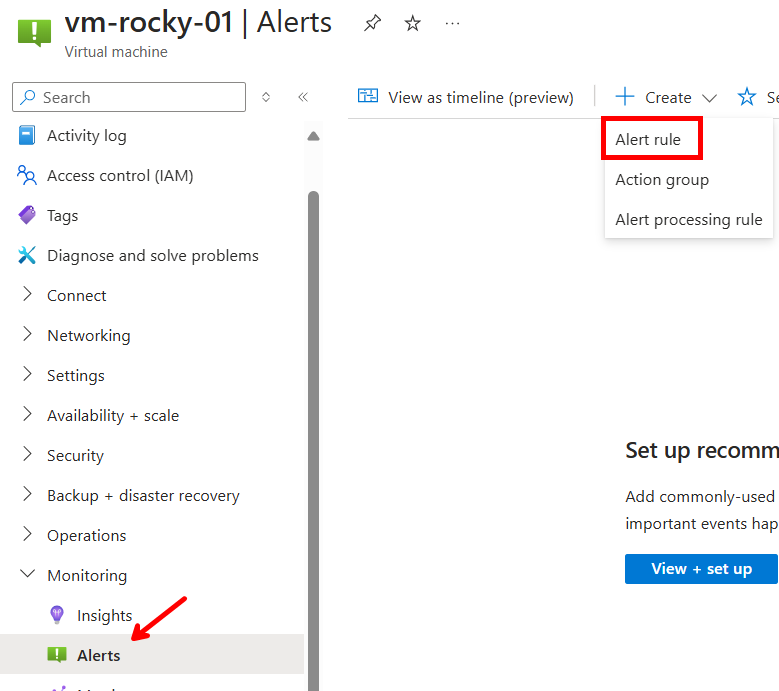 vm-rocky-01 | Alerts
Virtual machine
Search
View as timeline (preview)
Create
Alert rule
Action group
Alert processing rule
Activity log
Access control (IAM)
Tags
Diagnose and solve problems
Connect
Networking
Settings
Availability + scale
Security
Backup + disaster recovery
Operations
Monitoring
Insights
Alerts
Set up recomm
Add commonly-used
important events hap
View + set up